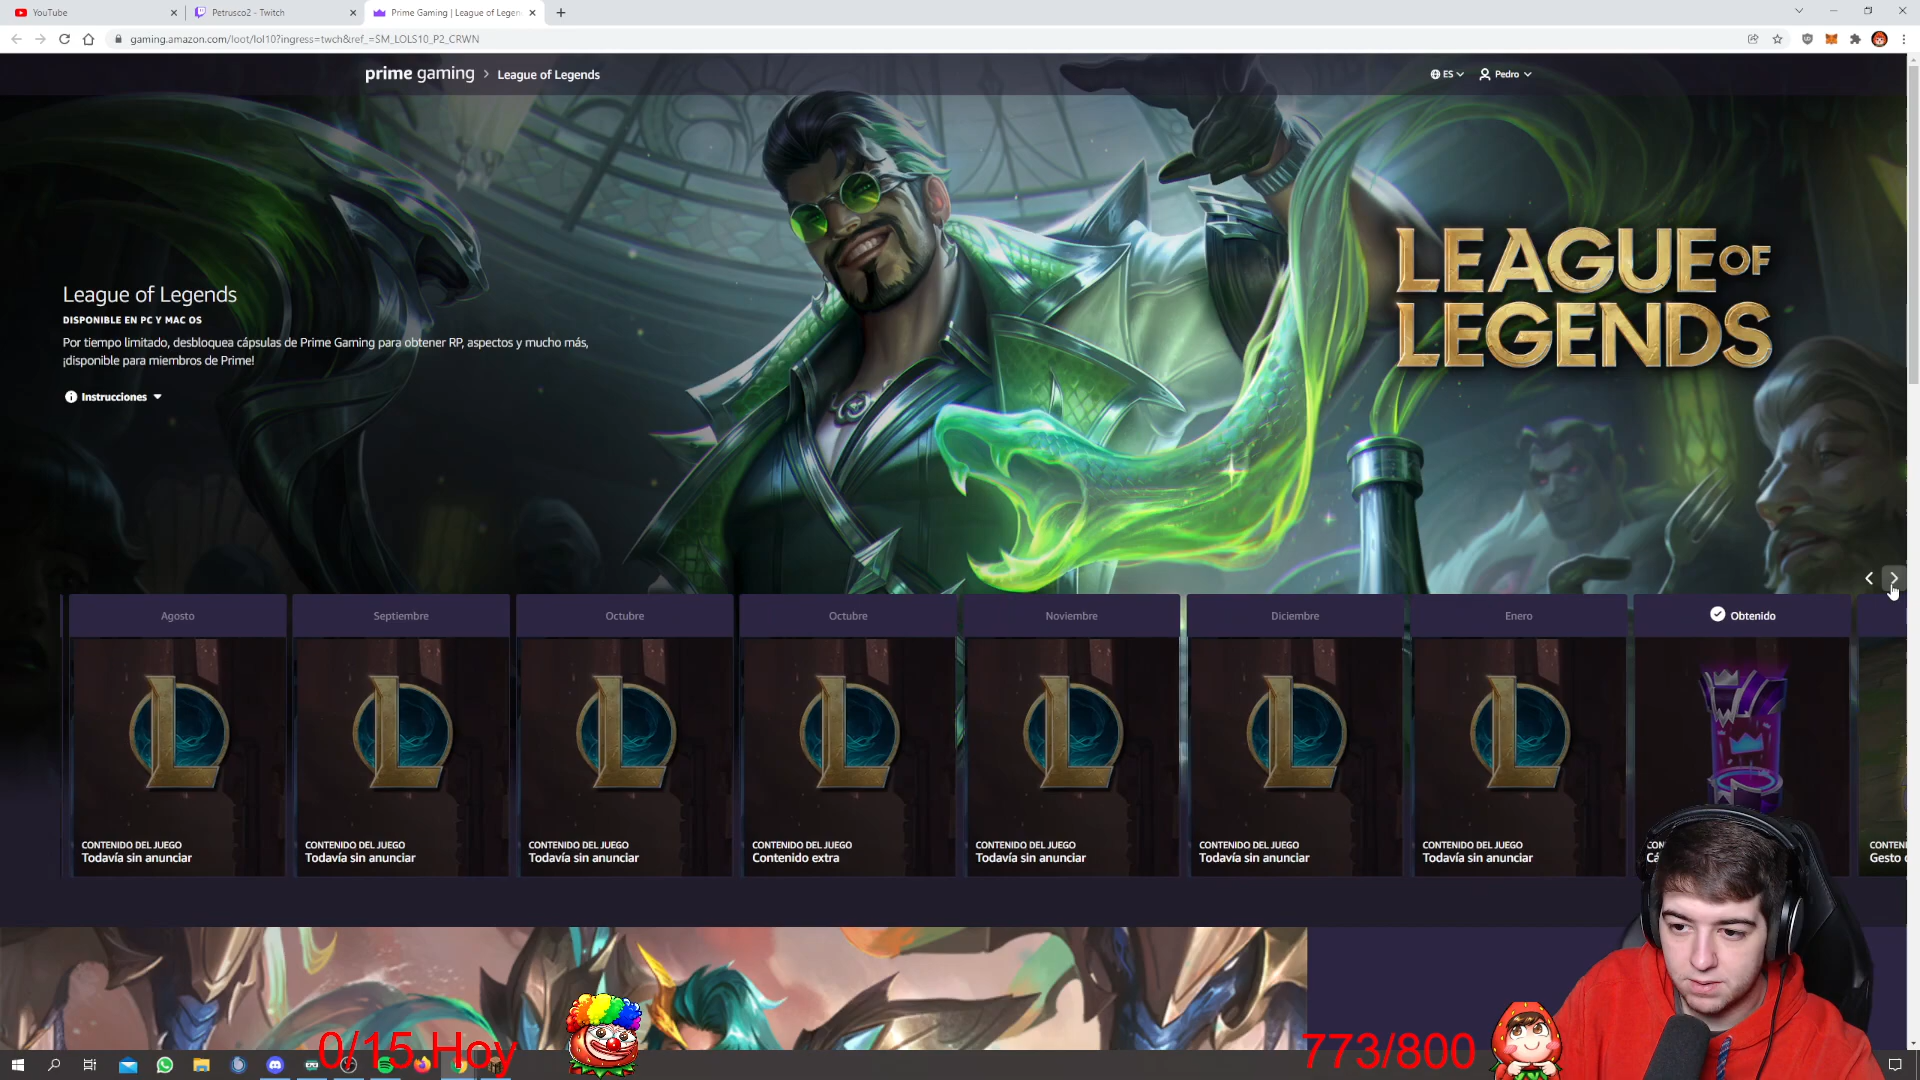 YouTube
Petrusco2 - Twitch
Prime Gaming | League of Legen
gaming.amazon.com/loot/lol10?ingress=twch&ref_=SM_LOLS10_P2_CRWN
prime gaming > League of Legends
ES
Pedro
LEAGUE OF
LEGENDS
League of Legends
DISPONIBLE EN PC Y MAC OS
Por tiempo limitado, desbloquea cápsulas de Prime Gaming para obtener RP, aspectos y mucho más,
¡disponible para miembros de Prime!
Instrucciones
Agosto
Septiembre
Octubre
Octubre
Noviembre
Diciembre
Enero
Obtenido
CONTENIDO DEL JUEGO
Todavía sin anunciar
CONTENIDO DEL JUEGO
Todavía sin anunciar
CONTENIDO DEL JUEGO
Todavía sin anunciar
CONTENIDO DEL JUEGO
Contenido extra
CONTENIDO DEL JUEGO
Todavía sin anunciar
CONTENIDO DEL JUEGO
Todavía sin anunciar
CONTENIDO DEL JUEGO
Todavía sin anunciar
CON
Cá
CONTEN
Gesto
0/15 Hoy
773/800